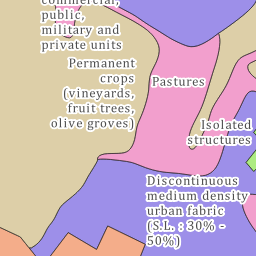 commercial,
public,
military and
private units
Permanent
crops
(vineyards,
fruit trees,
olive groves)
Pastures
Isolated
structures
Discontinuous
medium density
urban fabric
(S.L. : 30% -
50%)